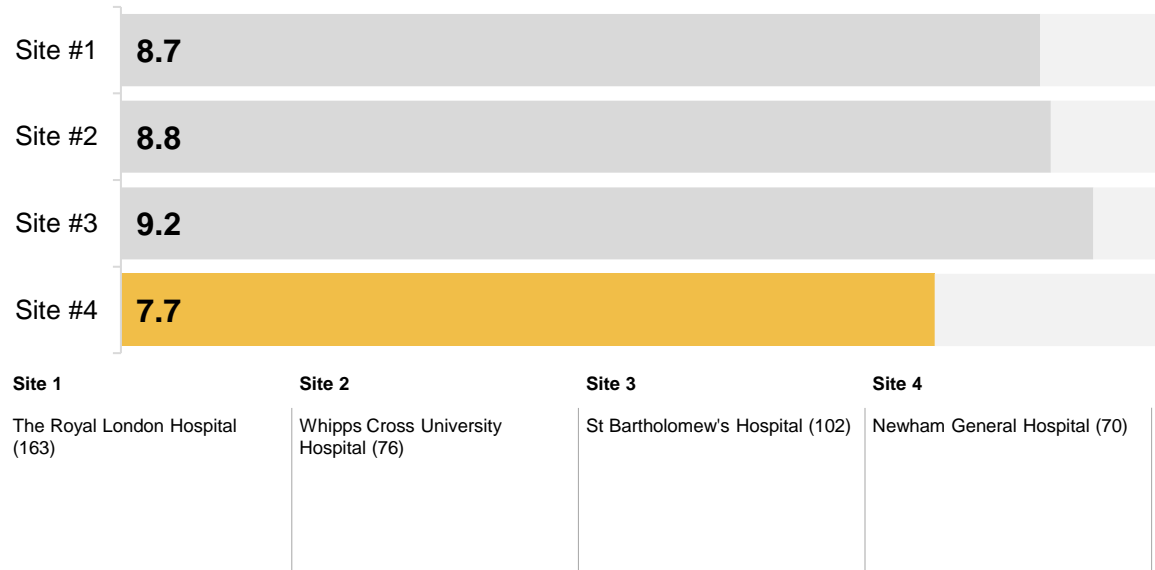 Site #1 8.7
Site #2 8.8
Site #3 9.2
Site #4 7.7
Site 1
The Royal London Hospital
(163)
Site 2
Whipps Cross University
Hospital (76)
Site 3
St Bartholomew's Hospital (102)
Site 4
Newham General Hospital (70)